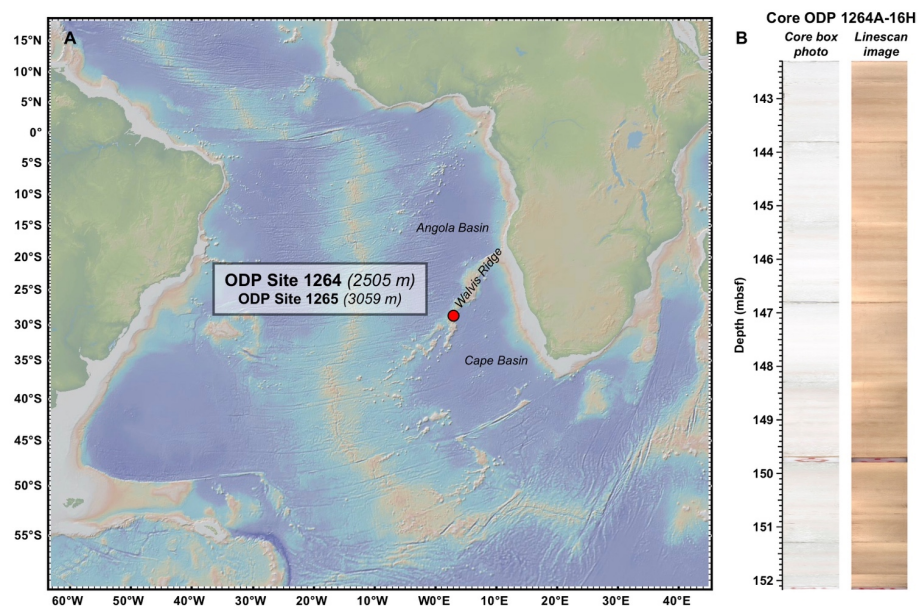 A
15°N
10°N
5°N
0°
5°S
10°S
15°S
20°S
25°S
30°S
35°S
40°S
45°S
50°S
55°S
60°W
50°W
40°W
30°W
20°W
10°W
W00°E
10°E
20°E
30°E
40°E
Angola Basin
Walvis Ridge
ODP Site 1264 (2505 m)
ODP Site 1265 (3059 m)
Cape Basin
Core ODP 1264A-16H
B
Core box
photo
Linescan
image
Depth (mbsf)
143
144
145
146
147
148
149
150
151
152